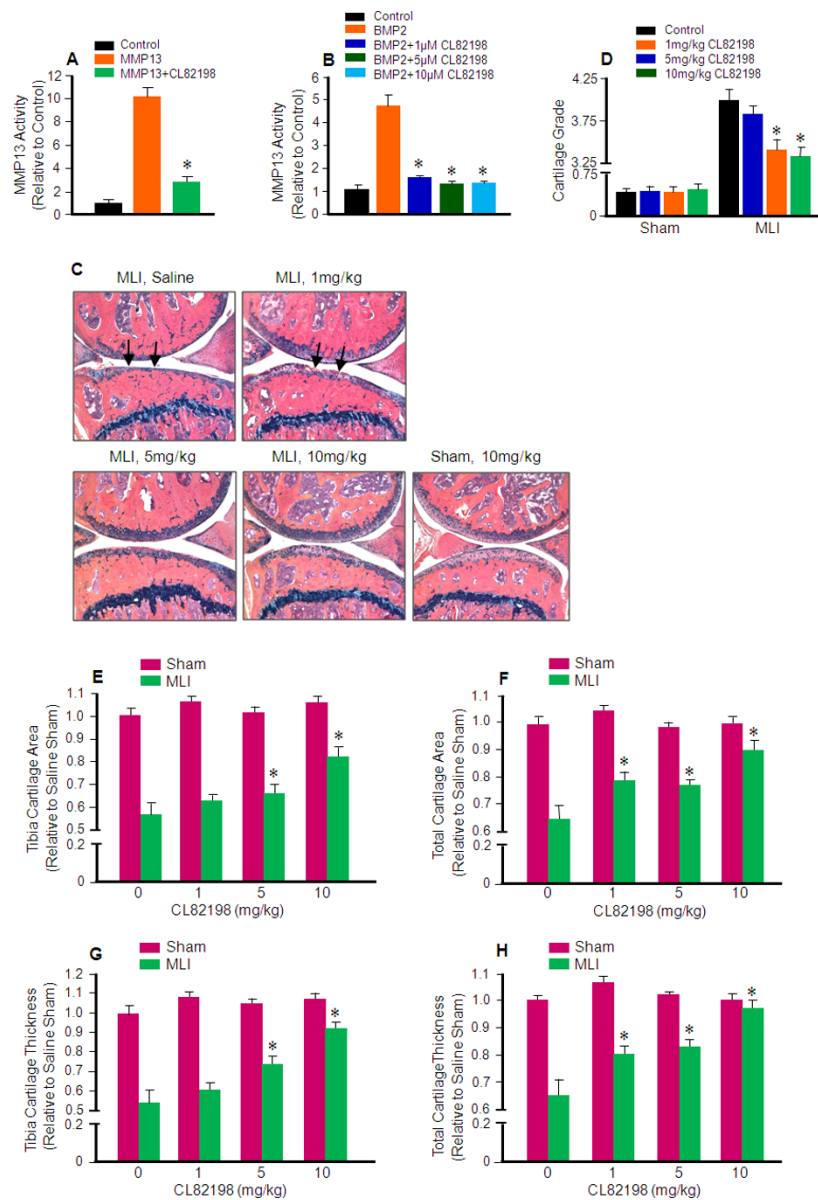 A
Control
MMP13
MMP13+CL82198
MMP13 Activity
(Relative to Control)
12
10
8
6
4
2
0
*
B
Control
BMP2
BMP2+1µM CL82198
BMP2+5µM CL82198
BMP2+10µM CL82198
MMP13 Activity
(Relative to Control)
6
5
4
3
2
1
0
* * *
D
Control
1mg/kg CL82198
5mg/kg CL82198
10mg/kg CL82198
Cartilage Grade
4.25
3.75
3.25
0.75
0
* *
Sham MLI
C
MLI, Saline MLI, 1mg/kg
MLI, 5mg/kg MLI, 10mg/kg Sham, 10mg/kg
E
Sham
MLI
Tibia Cartilage Area
(Relative to Saline Sham)
1.1
1.0
0.9
0.8
0.7
0.6
0.5
0.2
0
* *
0 1 5 10
CL82198 (mg/kg)
F
Sham
MLI
Total Cartilage Area
(Relative to Saline Sham)
1.1
1.0
0.9
0.8
0.7
0.6
0.2
0
* * *
0 1 5 10
CL82198 (mg/kg)
G
Sham
MLI
Tibia Cartilage Thickness
(Relative to Saline Sham)
1.2
1.1
1.0
0.9
0.8
0.7
0.6
0.5
0.2
0
* *
0 1 5 10
CL82198 (mg/kg)
H
Sham
MLI
Total CartilageThickness
(Relative to Saline Sham)
1.1
1.0
0.9
0.8
0.7
0.6
0.2
0
* * *
0 1 5 10
CL82198 (mg/kg)